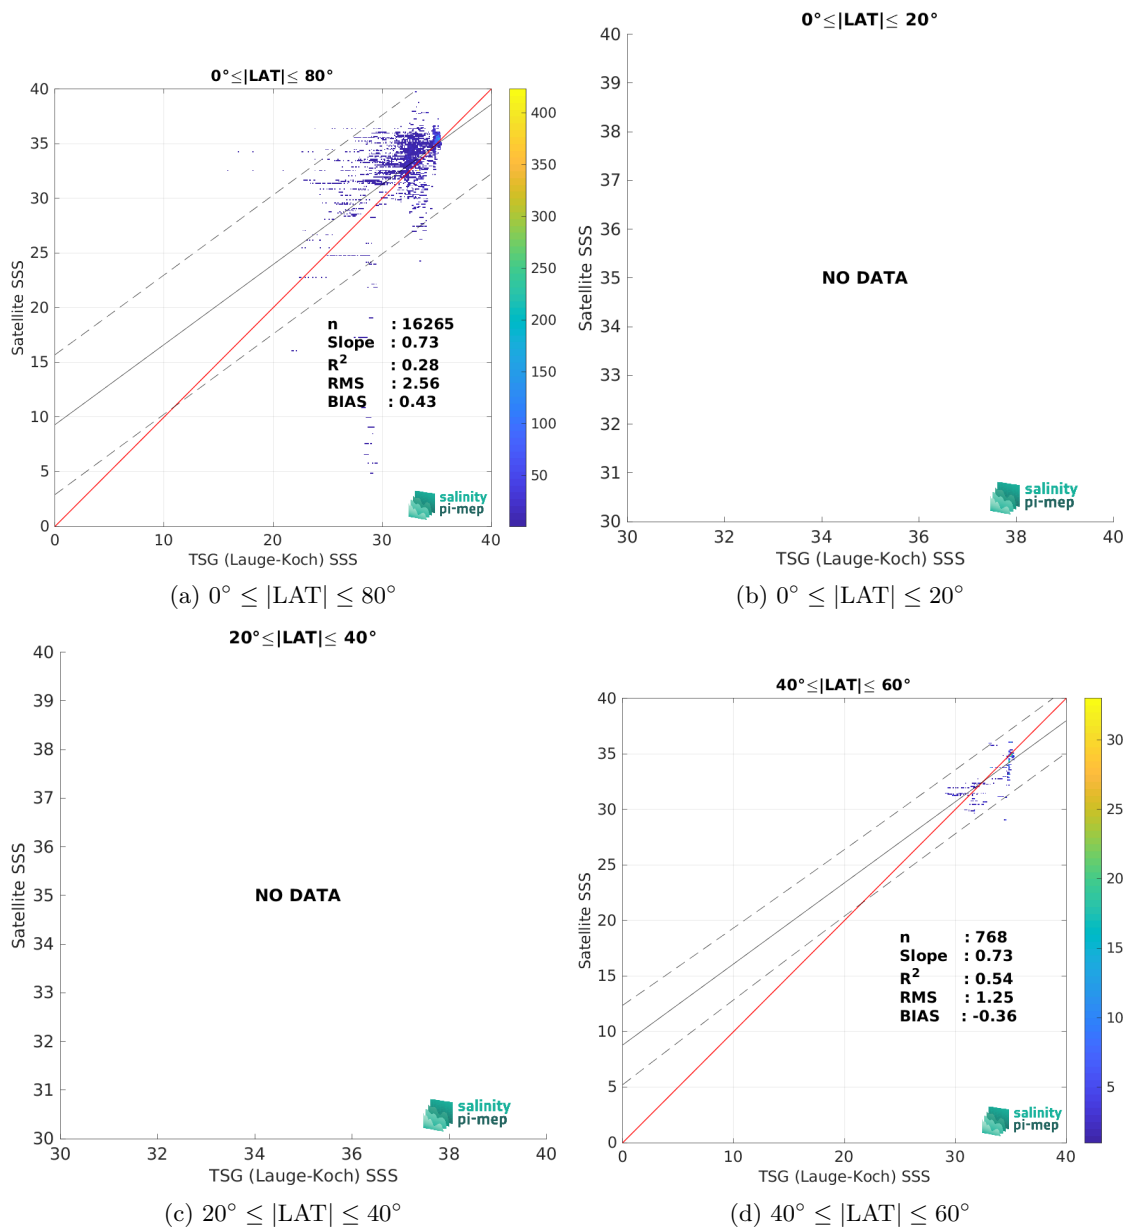 0°≤|LAT|≤ 80°
40
35
30
25
20
15
10
5
0
0
10
20
30
40
Satellite SSS
TSG (Lauge-Koch) SSS
n : 16265
Slope : 0.73
R² : 0.28
RMS : 2.56
BIAS : 0.43
400
350
300
250
200
150
100
50
salinity
pi-mep
(a) 0° ≤ |LAT| ≤ 80°
0°≤|LAT|≤ 20°
40
39
38
37
36
35
34
33
32
31
30
30
32
34
36
38
40
Satellite SSS
TSG (Lauge-Koch) SSS
NO DATA
salinity
pi-mep
(b) 0° ≤ |LAT| ≤ 20°
20°≤|LAT|≤ 40°
40
39
38
37
36
35
34
33
32
31
30
30
32
34
36
38
40
Satellite SSS
TSG (Lauge-Koch) SSS
NO DATA
salinity
pi-mep
(c) 20° ≤ |LAT| ≤ 40°
40°≤|LAT|≤ 60°
40
35
30
25
20
15
10
5
0
0
10
20
30
40
Satellite SSS
TSG (Lauge-Koch) SSS
n : 768
Slope : 0.73
R² : 0.54
RMS : 1.25
BIAS : -0.36
30
25
20
15
10
5
salinity
pi-mep
(d) 40° ≤ |LAT| ≤ 60°